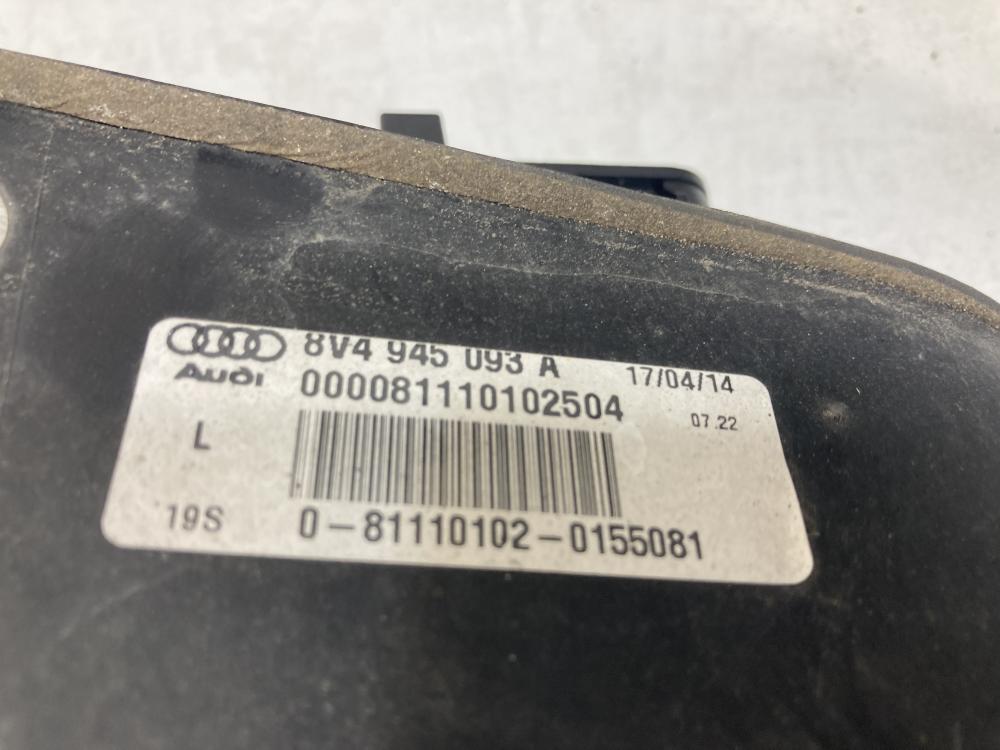 8V4 945 093 A 17/04/14
Audi 000081110102504 07.22
L
19S 0-81110102-0155081